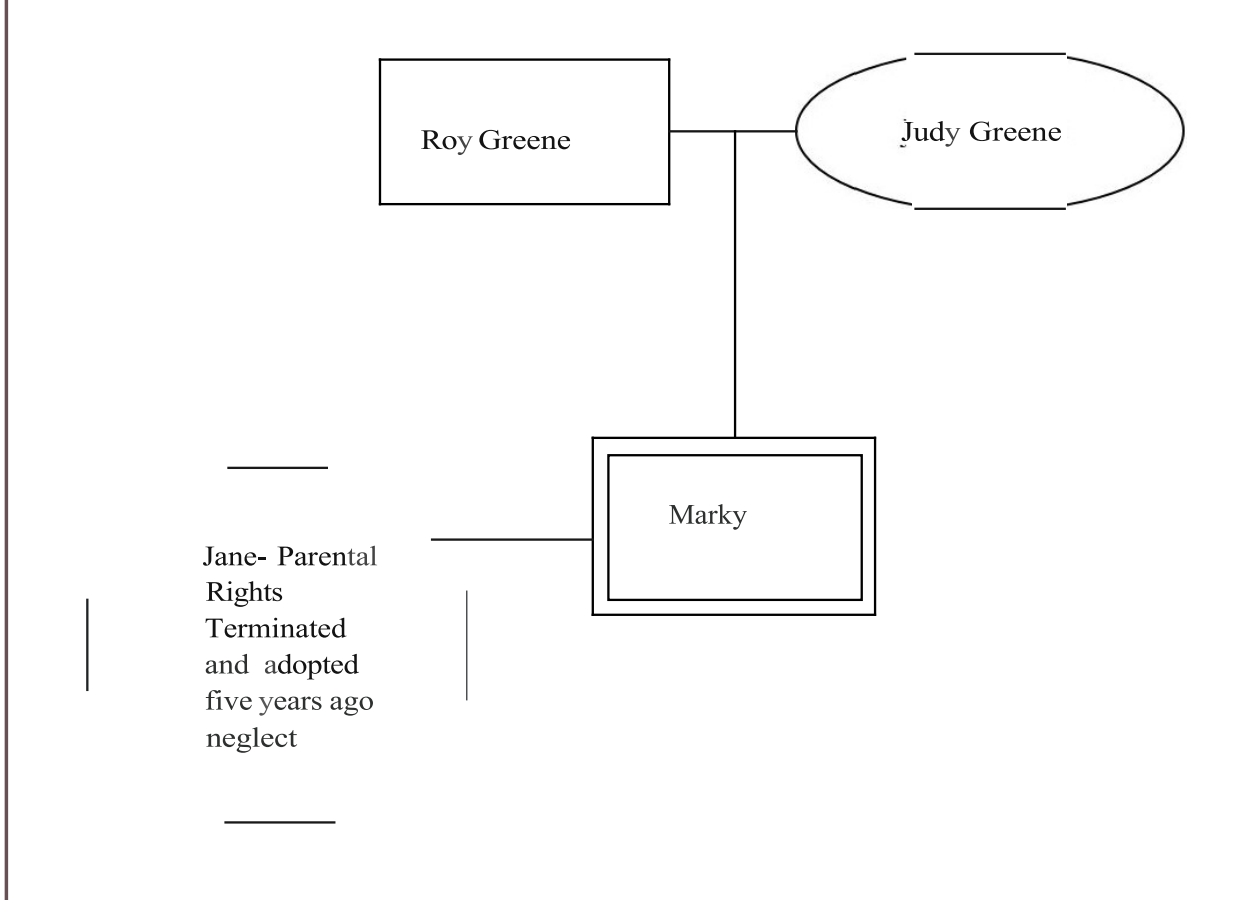 Roy Greene
Judy Greene
Marky
Jane- Parental
Rights
Terminated
and adopted
five years ago
neglect